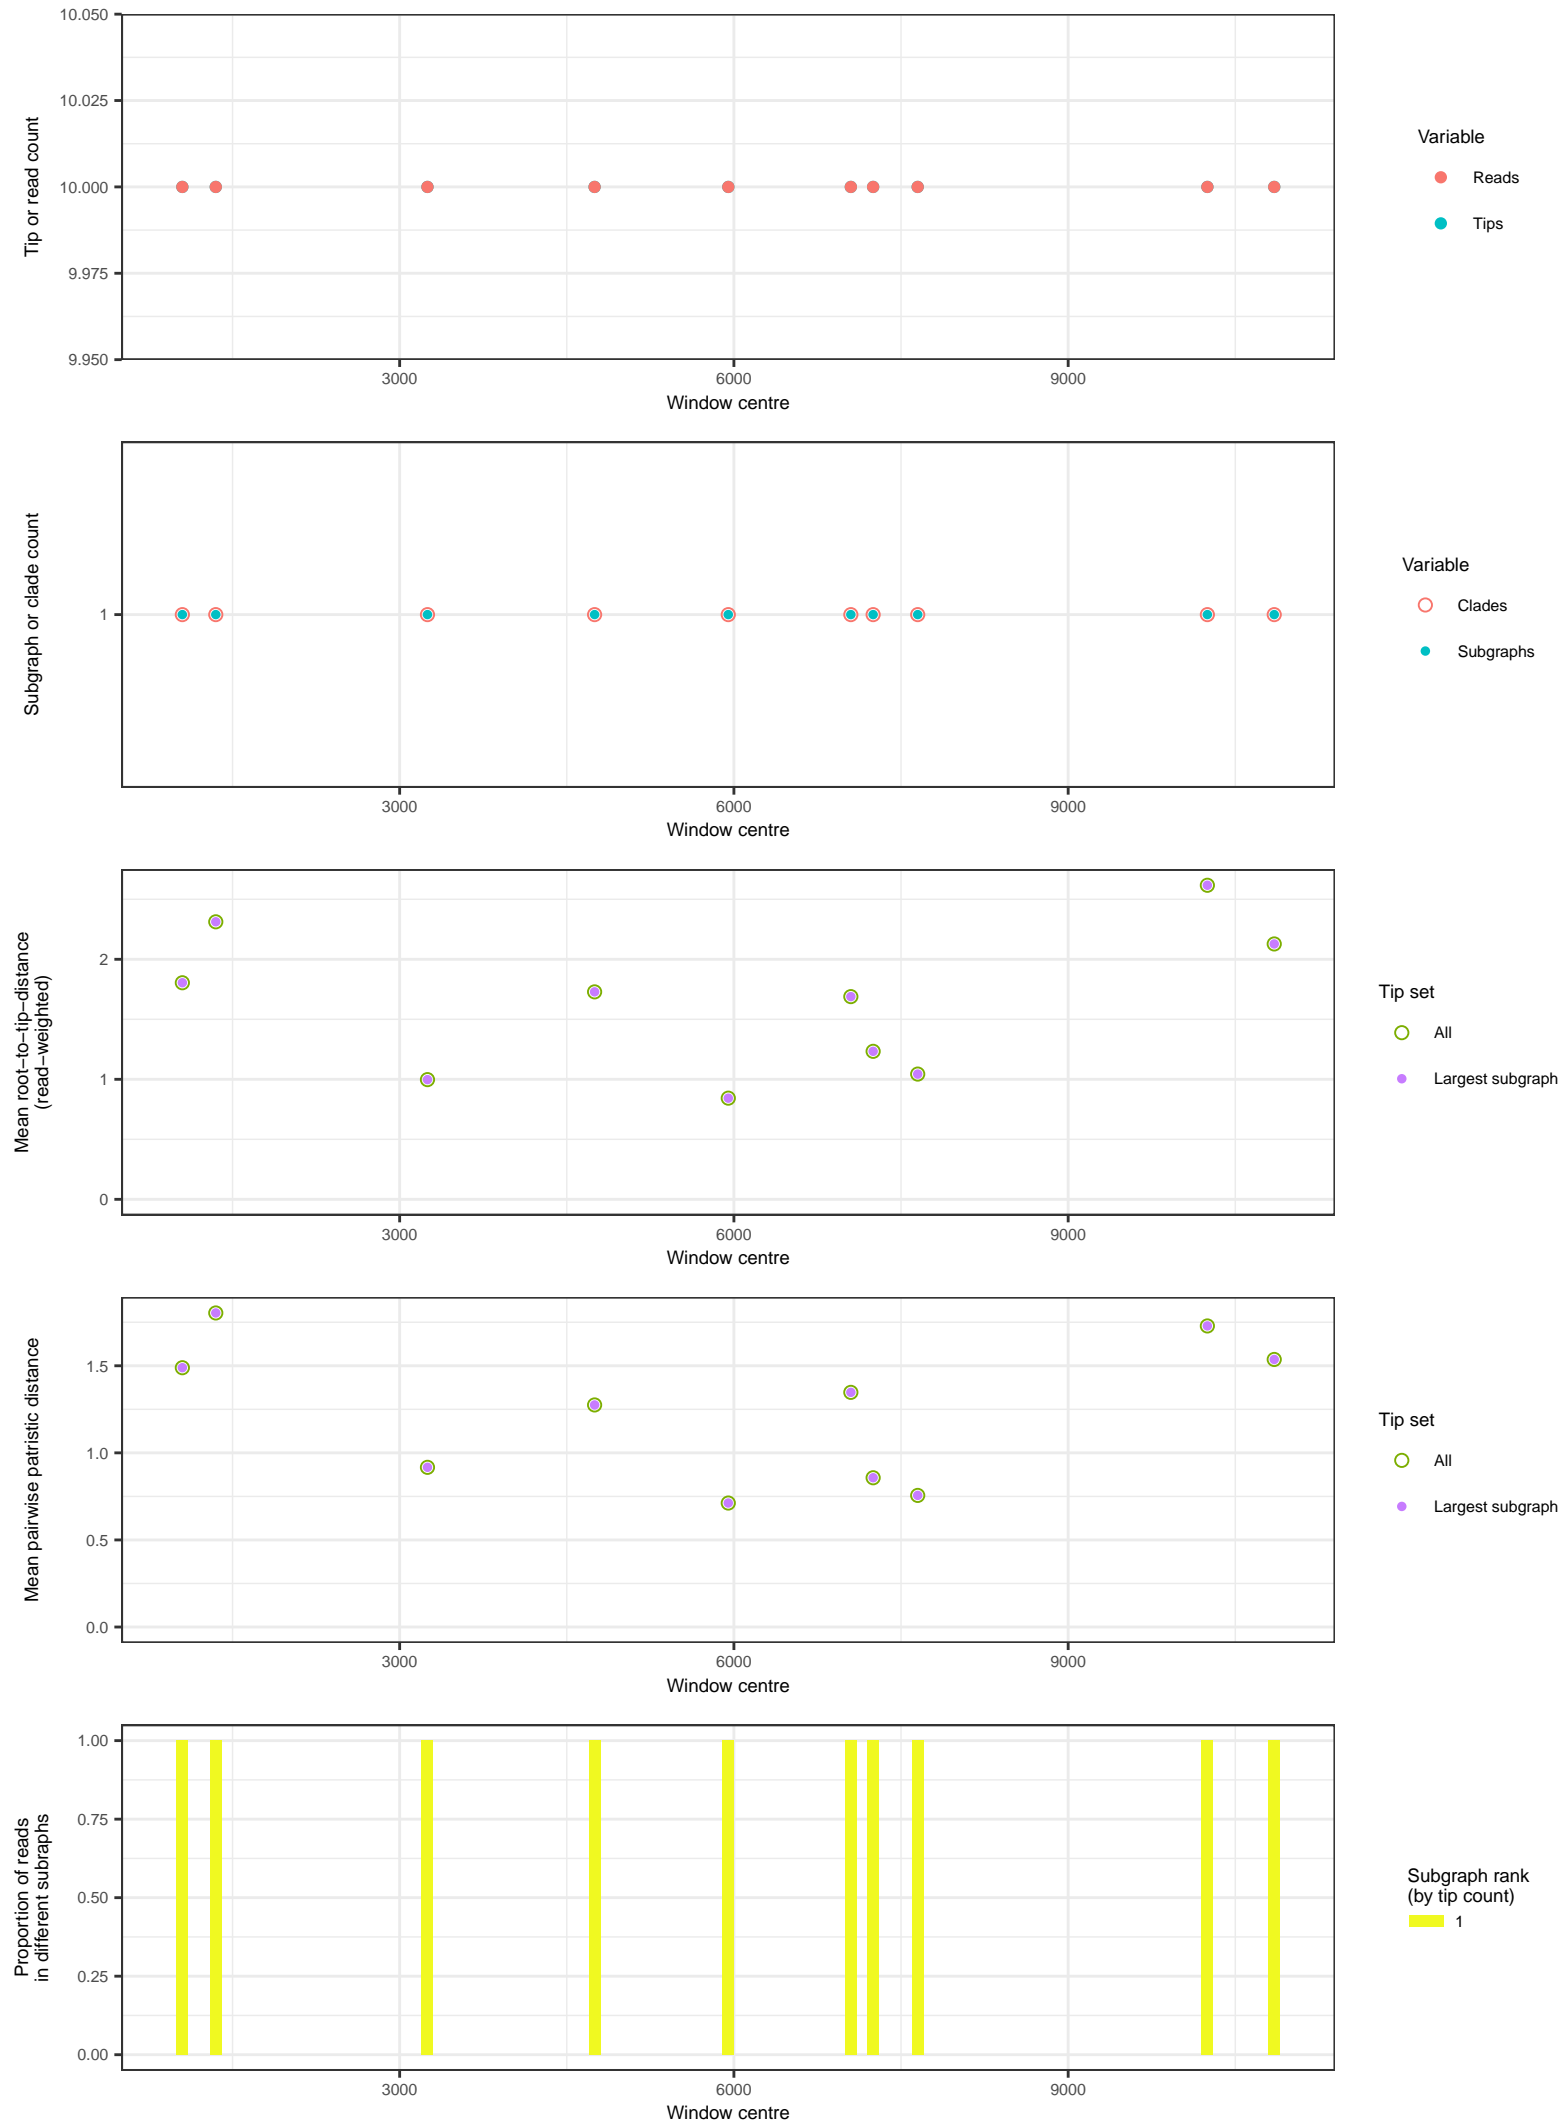 10.050
10.025
10.000
9.975
9.950
Tip or read count
3000 6000 9000
Window centre
Variable
Reads
Tips
1
Subgraph or clade count
3000 6000 9000
Window centre
Variable
Clades
Subgraphs
2
1
0
Mean root−to−tip−distance
(read−weighted)
3000 6000 9000
Window centre
Tip set
All
Largest subgraph
1.5
1.0
0.5
0.0
Mean pairwise patristic distance
3000 6000 9000
Window centre
Tip set
All
Largest subgraph
1.00
0.75
0.50
0.25
0.00
Proportion of reads
in different subraphs
3000 6000 9000
Window centre
Subgraph rank
(by tip count)
1